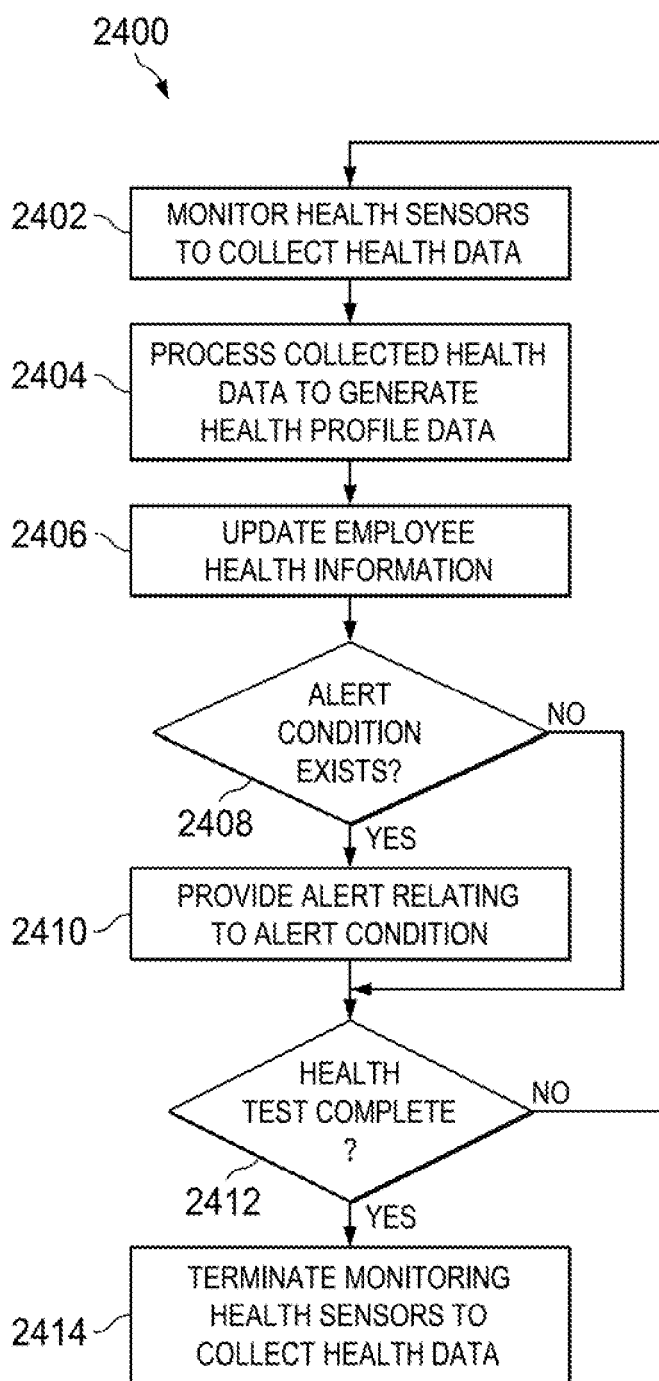 2400
2402
MONITOR HEALTH SENSORS
TO COLLECT HEALTH DATA
2404
PROCESS COLLECTED HEALTH
DATA TO GENERATE
HEALTH PROFILE DATA
2406
UPDATE EMPLOYEE
HEALTH INFORMATION
ALERT
CONDITION
EXISTS?
NO
2408
YES
2410
PROVIDE ALERT RELATING
TO ALERT CONDITION
HEALTH
TEST COMPLETE
?
NO
2412
YES
2414
TERMINATE MONITORING
HEALTH SENSORS TO
COLLECT HEALTH DATA